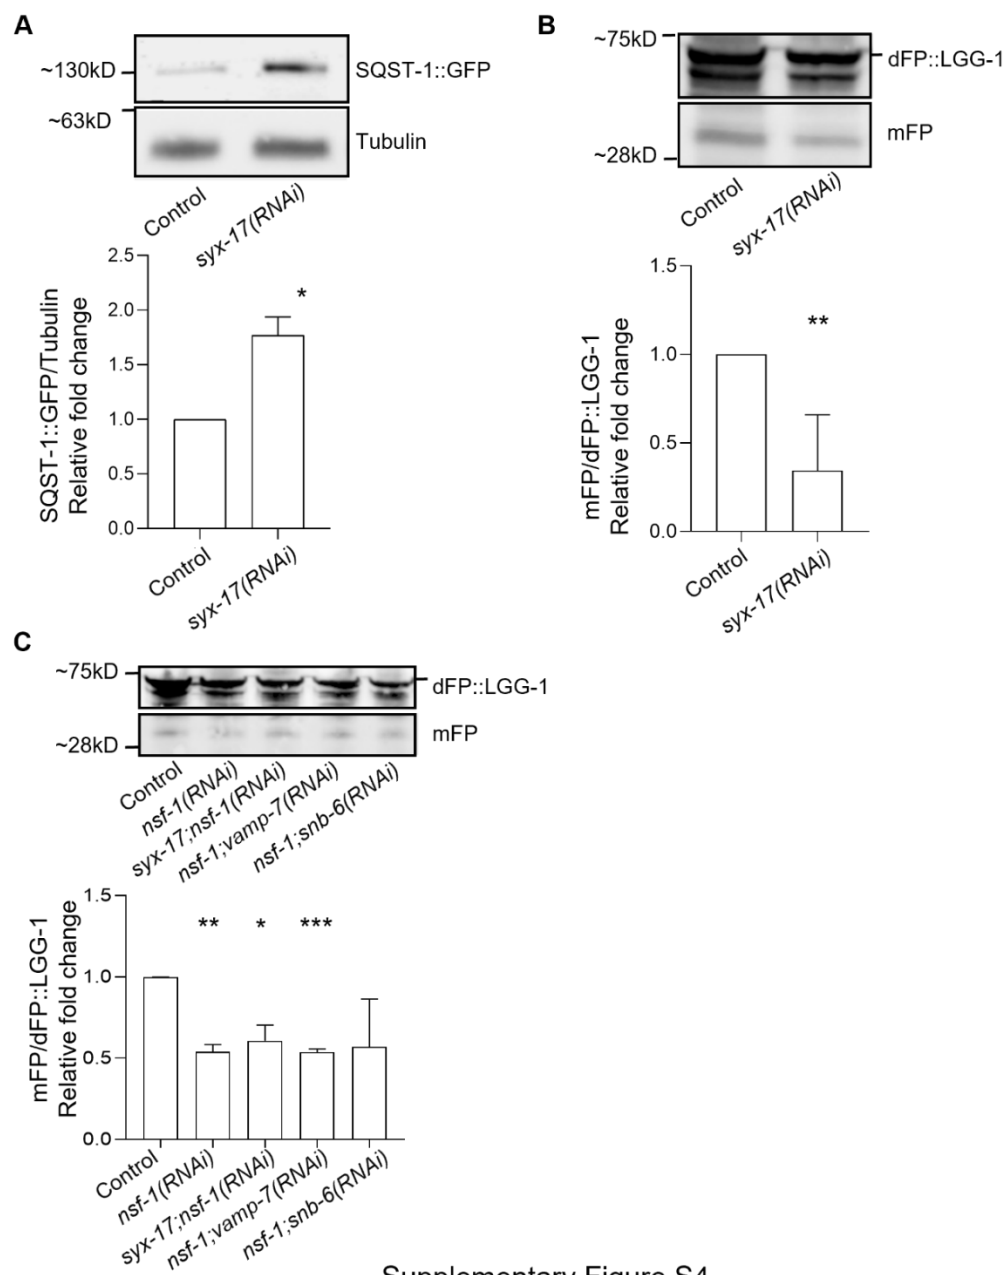 A
~130kD
SQST-1::GFP
~63kD
Tubulin
Control
syx-17(RNAi)
2.5
2.0
1.5
1.0
0.5
0.0
SQST-1::GFP/Tubulin
Relative fold change
*
Control
syx-17(RNAi)
B
~75kD
dFP::LGG-1
mFP
~28kD
Control
syx-17(RNAi)
1.5
1.0
0.5
0.0
mFP/dFP::LGG-1
Relative fold change
**
Control
syx-17(RNAi)
C
~75kD
dFP::LGG-1
mFP
~28kD
Control
nsf-1(RNAi)
syx-17;nsf-1(RNAi)
nsf-1;vamp-7(RNAi)
nsf-1;snb-6(RNAi)
1.5
1.0
0.5
0.0
mFP/dFP::LGG-1
Relative fold change
** * ***
Control
nsf-1(RNAi)
syx-17;nsf-1(RNAi)
nsf-1;vamp-7(RNAi)
nsf-1;snb-6(RNAi)
Supplementary Figure S4